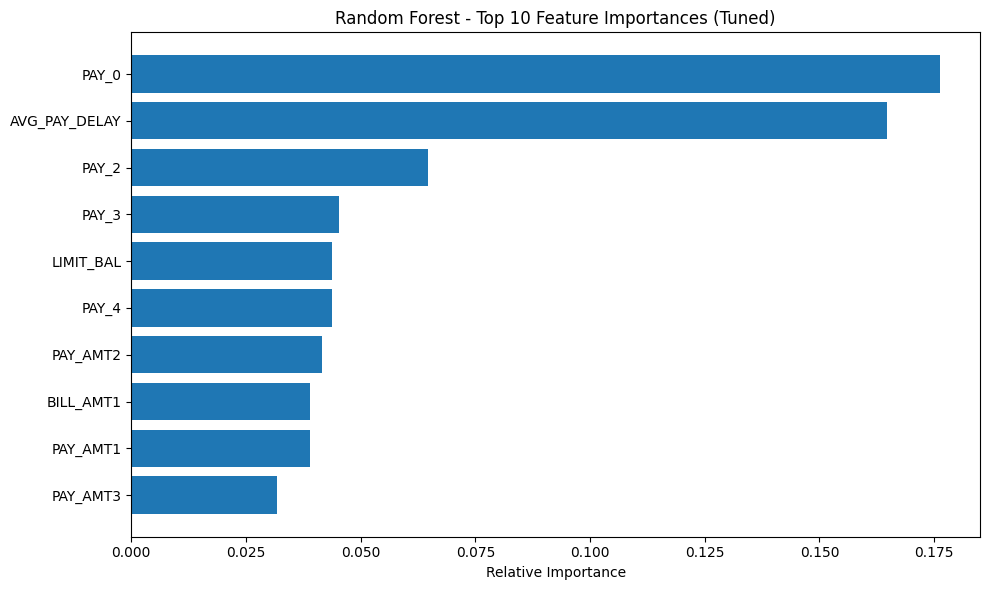 Random Forest - Top 10 Feature Importances (Tuned)
PAY_0
AVG_PAY_DELAY
PAY_2
PAY_3
LIMIT_BAL
PAY_4
PAY_AMT2
BILL_AMT1
PAY_AMT1
PAY_AMT3
0.000 0.025 0.050 0.075 0.100 0.125 0.150 0.175
Relative Importance